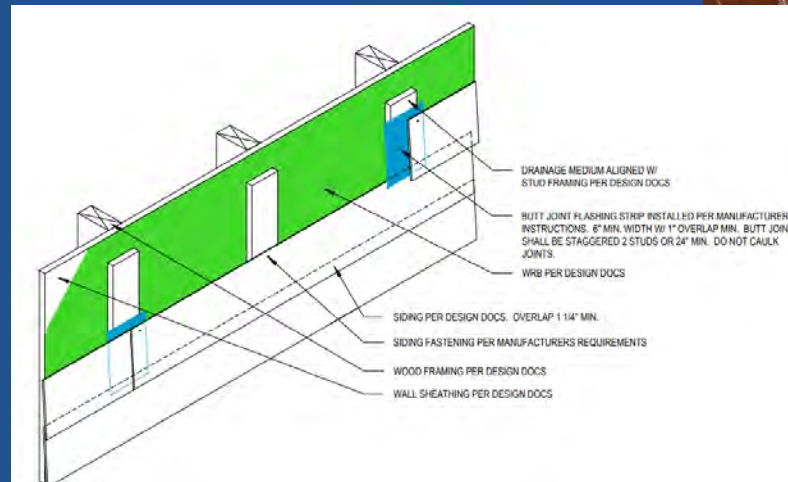 DRAINAGE MEDIUM ALIGNED W/
STUD FRAMING PER DESIGN DOCS
BUTT JOINT FLASHING STRIP INSTALLED PER MANUFACTURER
INSTRUCTIONS. 6" MIN. WIDTH W/ 1" OVERLAP MIN. BUTT JOIN
SHALL BE STAGGERED 2 STUDS OR 24" MIN. DO NOT CAULK
JOINTS.
WRB PER DESIGN DOCS
SIDING PER DESIGN DOCS. OVERLAP 1 1/4" MIN.
SIDING FASTENING PER MANUFACTURERS REQUIREMENTS
WOOD FRAMING PER DESIGN DOCS
WALL SHEATHING PER DESIGN DOCS